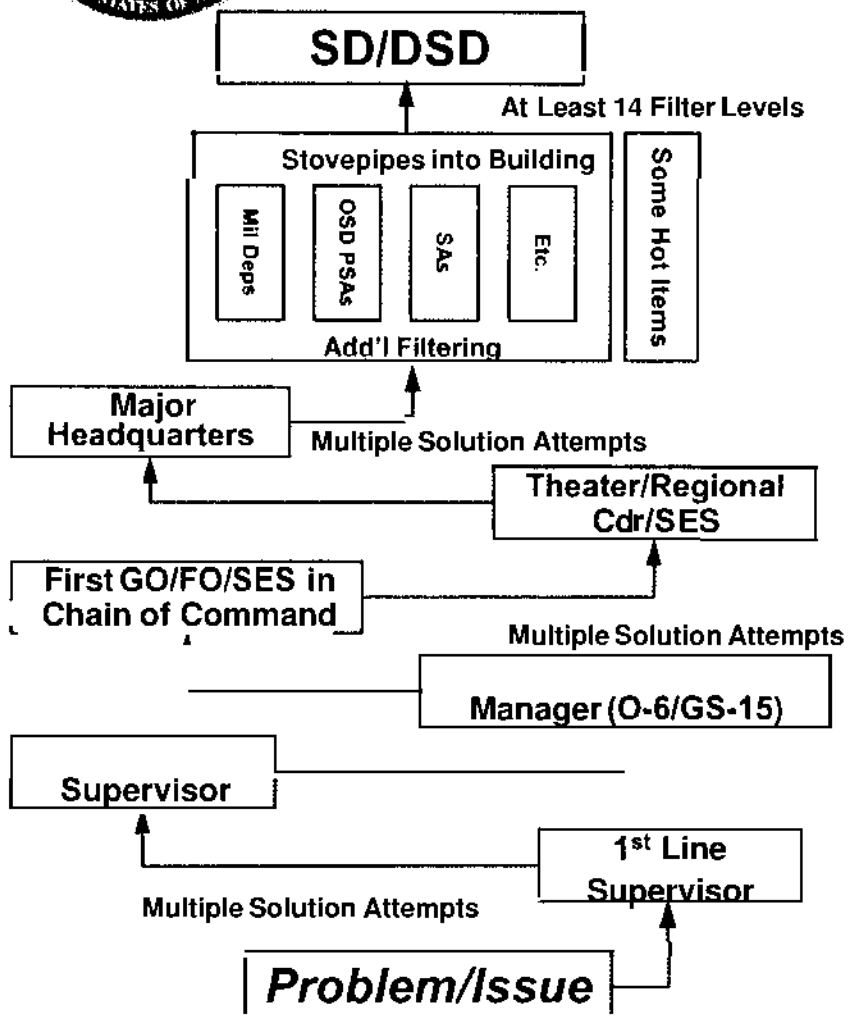 STATES OF
SD/DSD
At Least 14 Filter Levels
Stovepipes into Building
Mil Deps
OSD PSAs
SAs
Etc.
Some Hot Items
Add'l Filtering
Major
Headquarters
Multiple Solution Attempts
Theater/Regional
Cdr/SES
First GO/FO/SES in
Chain of Command
Multiple Solution Attempts
Manager (O-6/GS-15)
Supervisor
1st Line
Supervisor
Multiple Solution Attempts
Problem/Issue